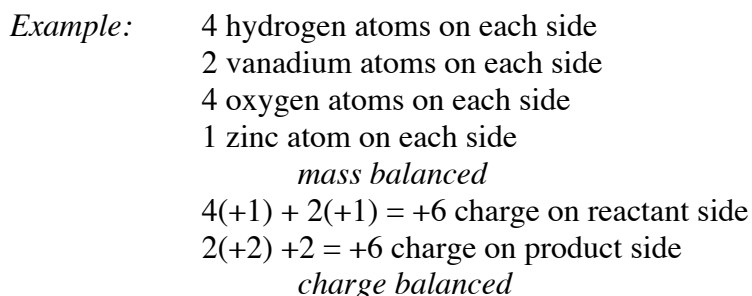 Example: 4 hydrogen atoms on each side
2 vanadium atoms on each side
4 oxygen atoms on each side
1 zinc atom on each side
mass balanced
4(+1) + 2(+1) = +6 charge on reactant side
2(+2) +2 = +6 charge on product side
charge balanced